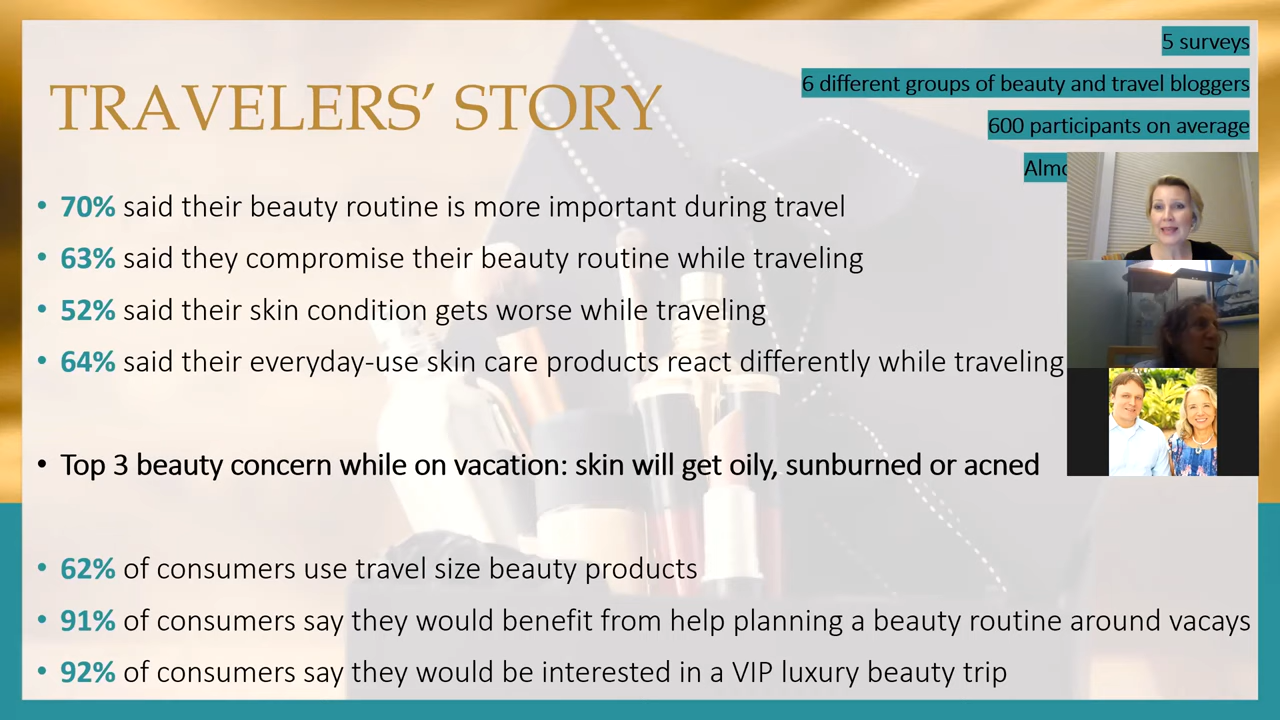 5 surveys
6 different groups of beauty and travel bloggers
TRAVELERS’ STORY
600 participants on average
• 70% said their beauty routine is more important during travel
• 63% said they compromise their beauty routine while traveling
• 52% said their skin condition gets worse while traveling
• 64% said their everyday-use skin care products react differently while traveling
• Top 3 beauty concern while on vacation: skin will get oily, sunburned or acned
• 62% of consumers use travel size beauty products
• 91% of consumers say they would benefit from help planning a beauty routine around vacays
• 92% of consumers say they would be interested in a VIP luxury beauty trip